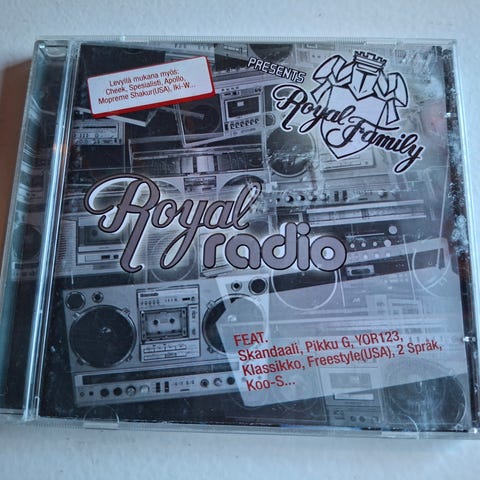 Levyllä mukana myös:
Cheek, Spesialisti, Apollo,
Mopreme Shakur(USA), Iki-W...
PRESENTS
Royal Family
Royal
radio
FEAT.
Skandaali, Pikku G, YOR123,
Klassikko, Freestyle(USA), 2 Språk,
Koo-S...